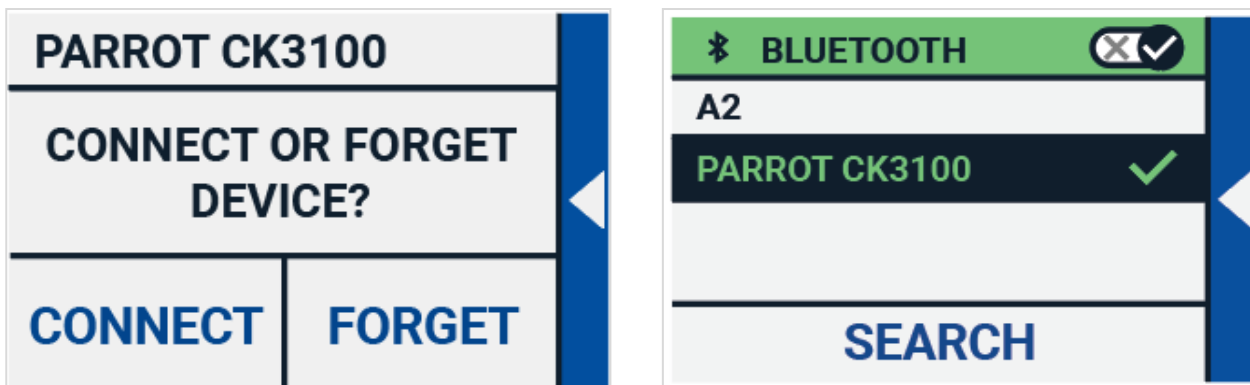 PARROT CK3100
CONNECT OR FORGET
DEVICE?
CONNECT
FORGET
BLUETOOTH
A2
PARROT CK3100
SEARCH